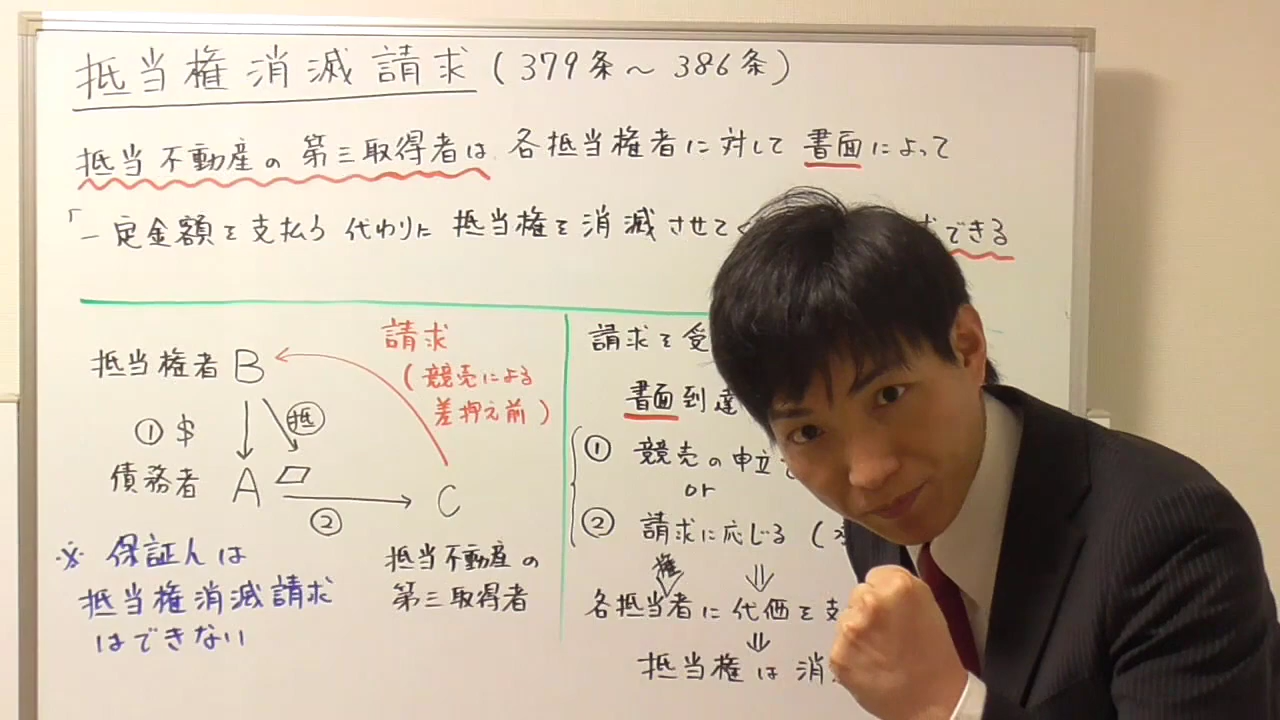 抵当権消滅請求(379条～386条)
抵当不動産の第三取得者は 各抵当権者に対して 書面によって
「一定金額を支払う代わりに 抵当権を消滅させてく
できる
請求
(競売による
差押え前)
抵当権者 B
① $
抵
債務者 A
②
C
抵当不動産の
第三取得者
※ 保証人は
抵当権消滅請求
はできない
請求を受
書面到達
① 競売の申立
or
② 請求に応じる (
権
各抵当者に代価を支
抵当権は消